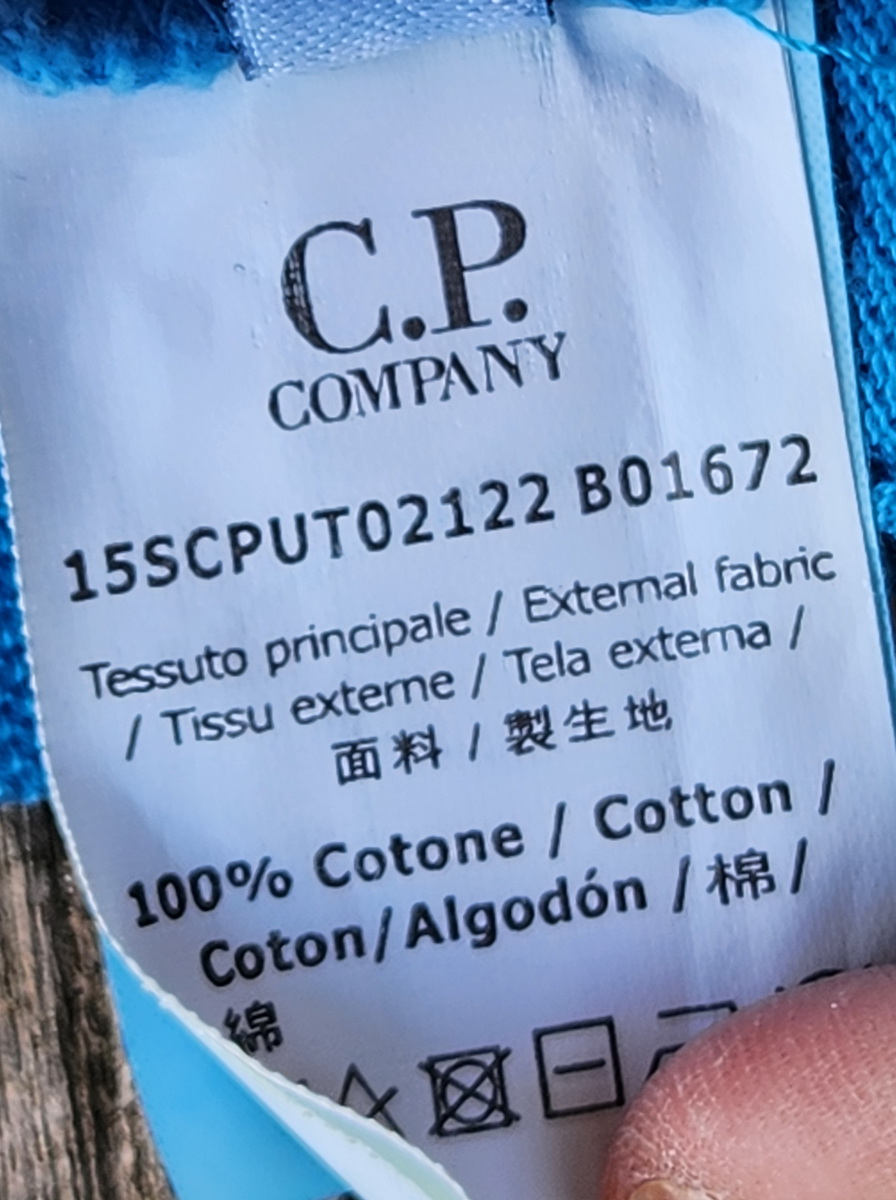 C.P.
COMPANY
15SCPUT02122 B01672
Tessuto principale / External fabric
/ Tissu externe / Tela externa /
面料 / 製生地
100% Cotone / Cotton /
Coton/Algodón / 棉 /
綿